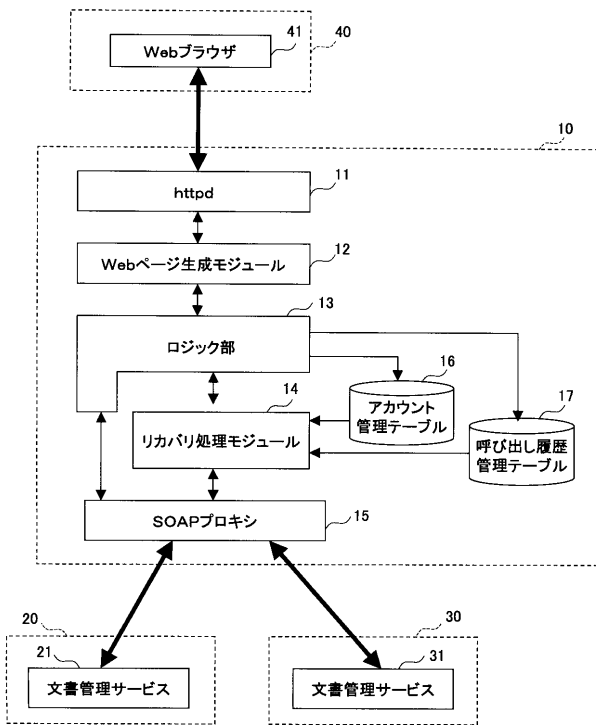 41
40
Webブラウザ
10
httpd
11
Webページ生成モジュール
12
13
ロジック部
16
アカウント
管理テーブル
17
呼び出し履歴
管理テーブル
14
リカバリ処理モジュール
SOAPプロキシ
15
20
21
文書管理サービス
30
31
文書管理サービス